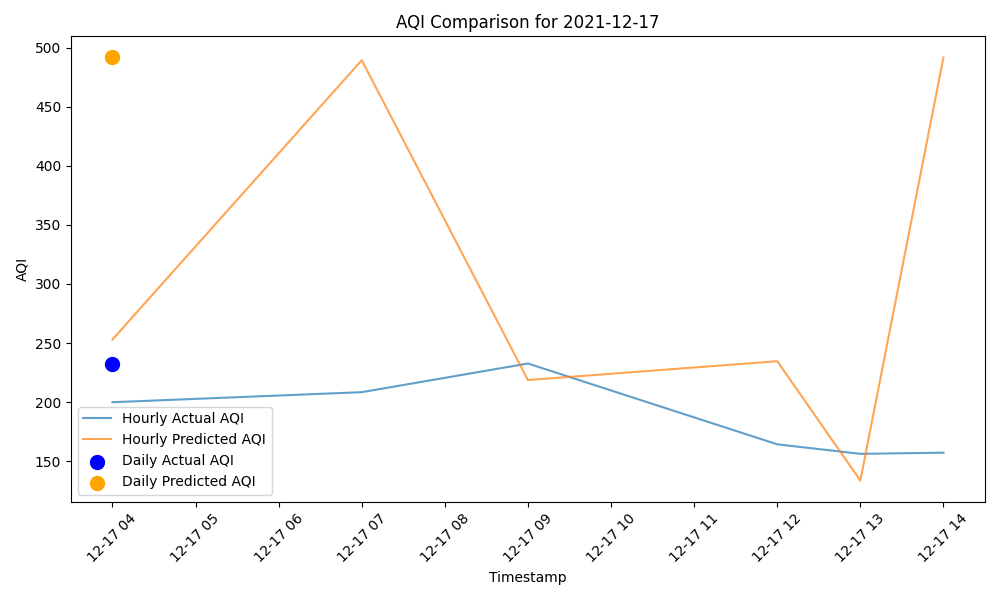 AQI Comparison for 2021-12-17
500
450
400
350
300
250
200
150
AQI
Hourly Actual AQI
Hourly Predicted AQI
Daily Actual AQI
Daily Predicted AQI
12-17 04
12-17 05
12-17 06
12-17 07
12-17 08
12-17 09
12-17 10
12-17 11
12-17 12
12-17 13
12-17 14
Timestamp